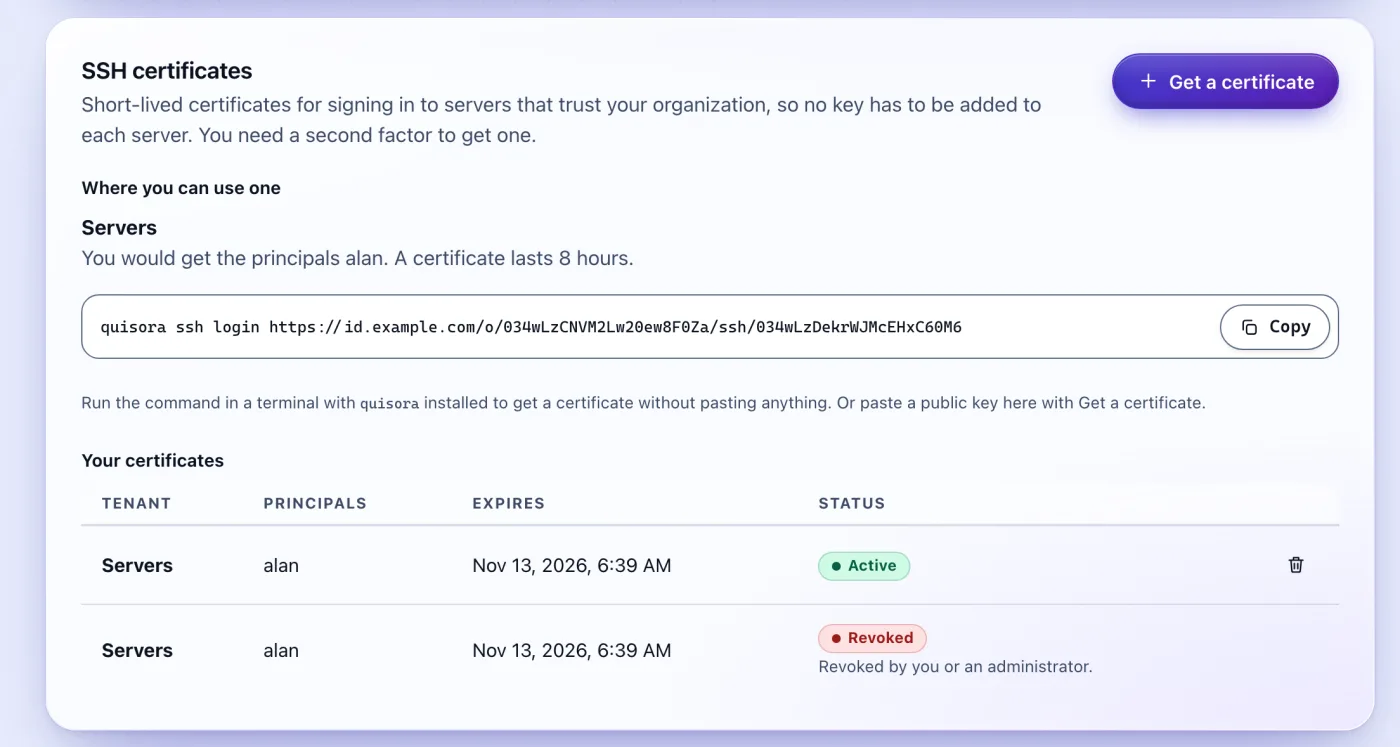 SSH certificates
+ Get a certificate
Short-lived certificates for signing in to servers that trust your organization, so no key has to be added to
each server. You need a second factor to get one.
Where you can use one
Servers
You would get the principals alan. A certificate lasts 8 hours.
quisora ssh login https://id.example.com/o/034wLzCNVM2Lw20ew8F0Za/ssh/034wLzDekrWJMcEHxC60M6
Copy
Run the command in a terminal with quisora installed to get a certificate without pasting anything. Or paste a public key here with Get a certificate.
Your certificates
TENANT PRINCIPALS EXPIRES STATUS
Servers alan Nov 13, 2026, 6:39 AM Active
Servers alan Nov 13, 2026, 6:39 AM Revoked
Revoked by you or an administrator.